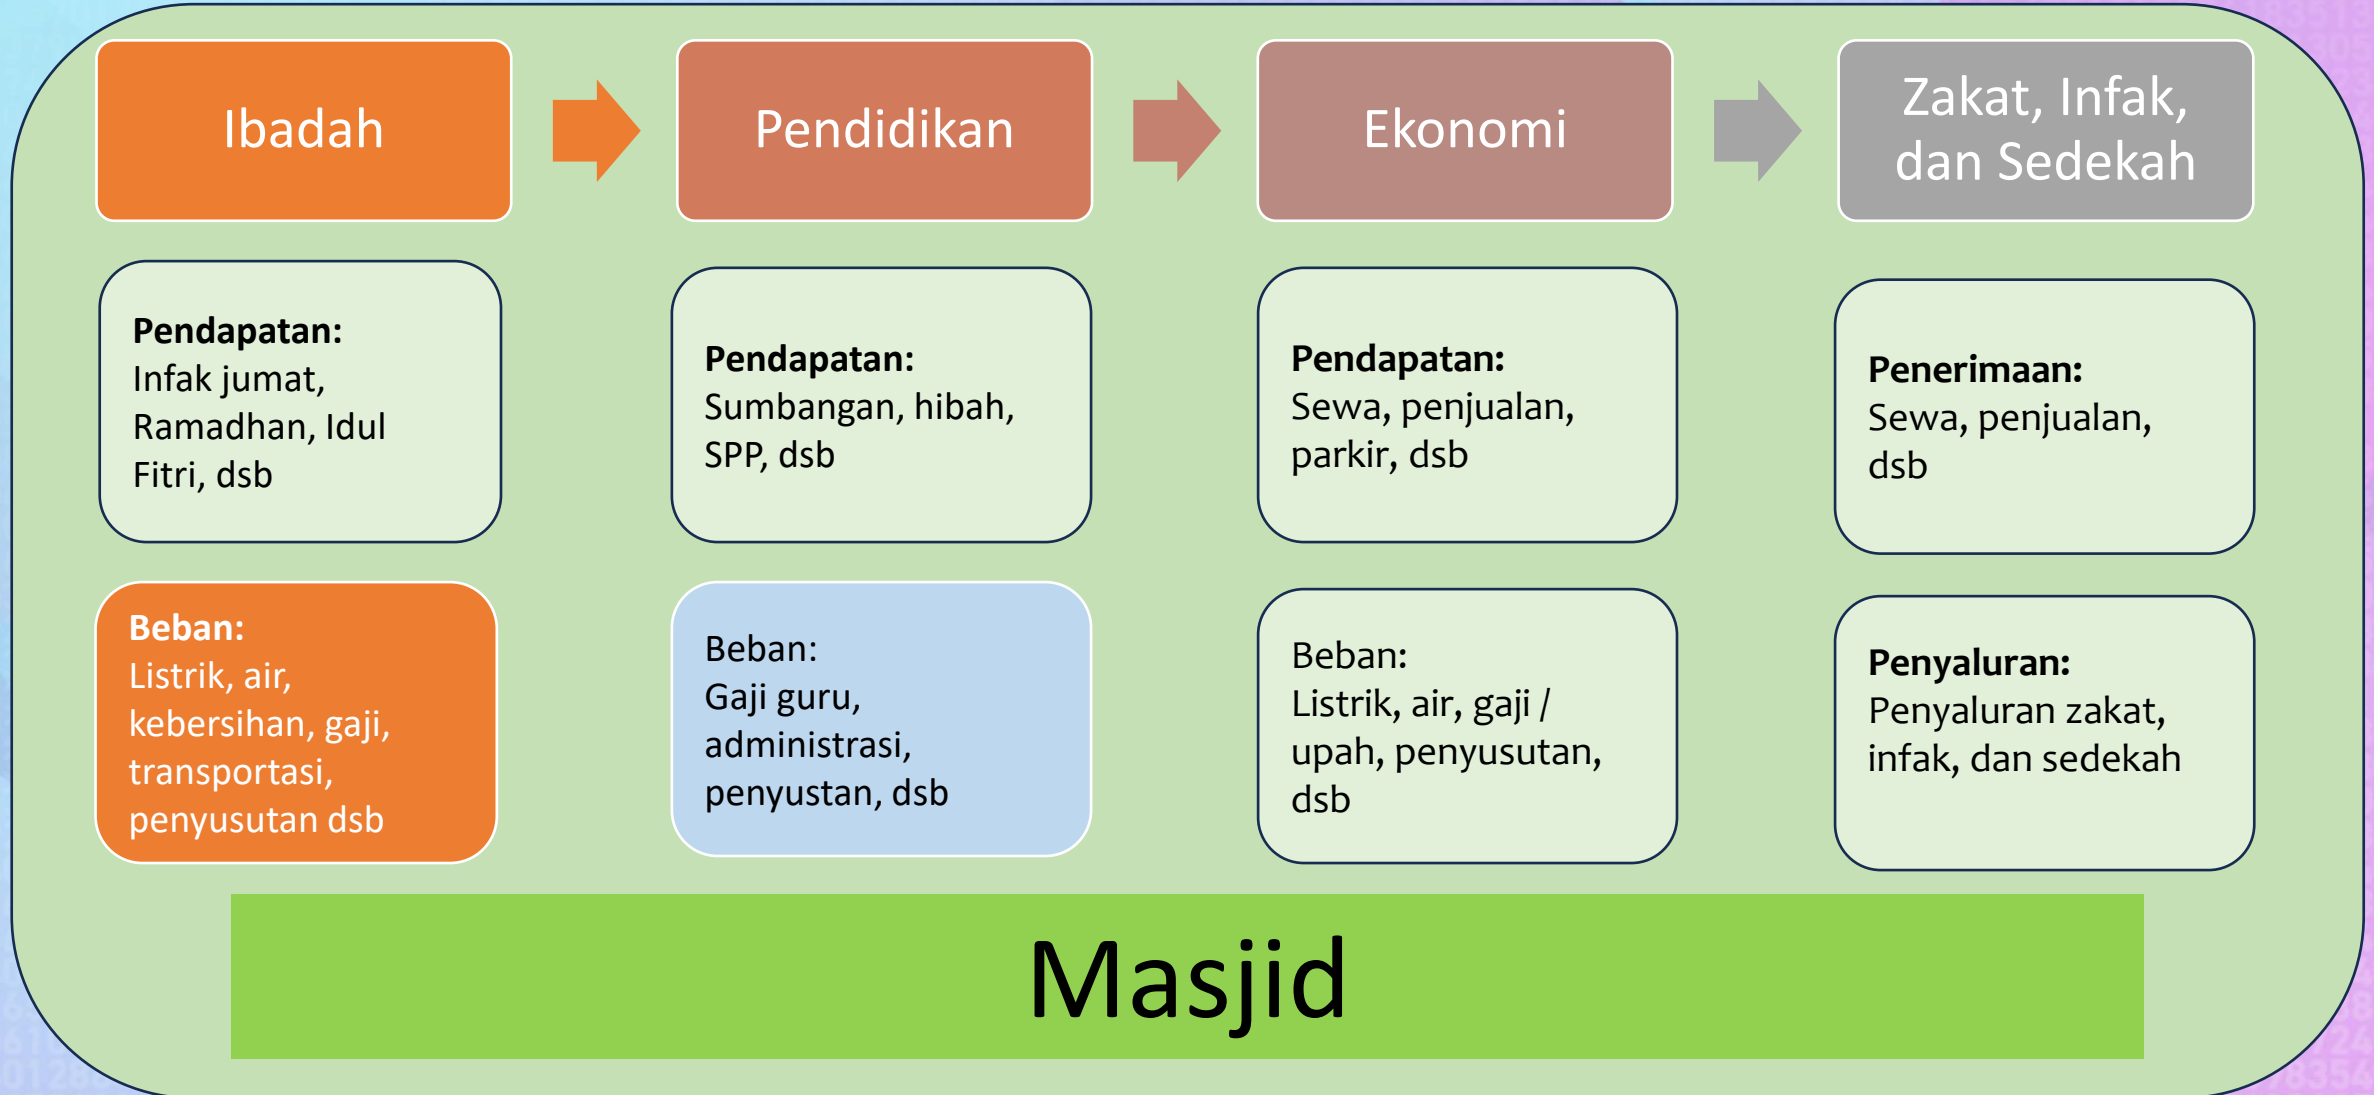 Ibadah
Pendidikan
Ekonomi
Zakat, Infak,
dan Sedekah
Pendapatan:
Infak jumat,
Ramadhan, Idul
Fitri, dsb
Pendapatan:
Sumbangan, hibah,
SPP, dsb
Pendapatan:
Sewa, penjualan,
parkir, dsb
Penerimaan:
Sewa, penjualan,
dsb
Beban:
Listrik, air,
kebersihan, gaji,
transportasi,
penyusutan dsb
Beban:
Gaji guru,
administrasi,
penyustan, dsb
Beban:
Listrik, air, gaji /
upah, penyusutan,
dsb
Penyaluran:
Penyaluran zakat,
infak, dan sedekah
Masjid